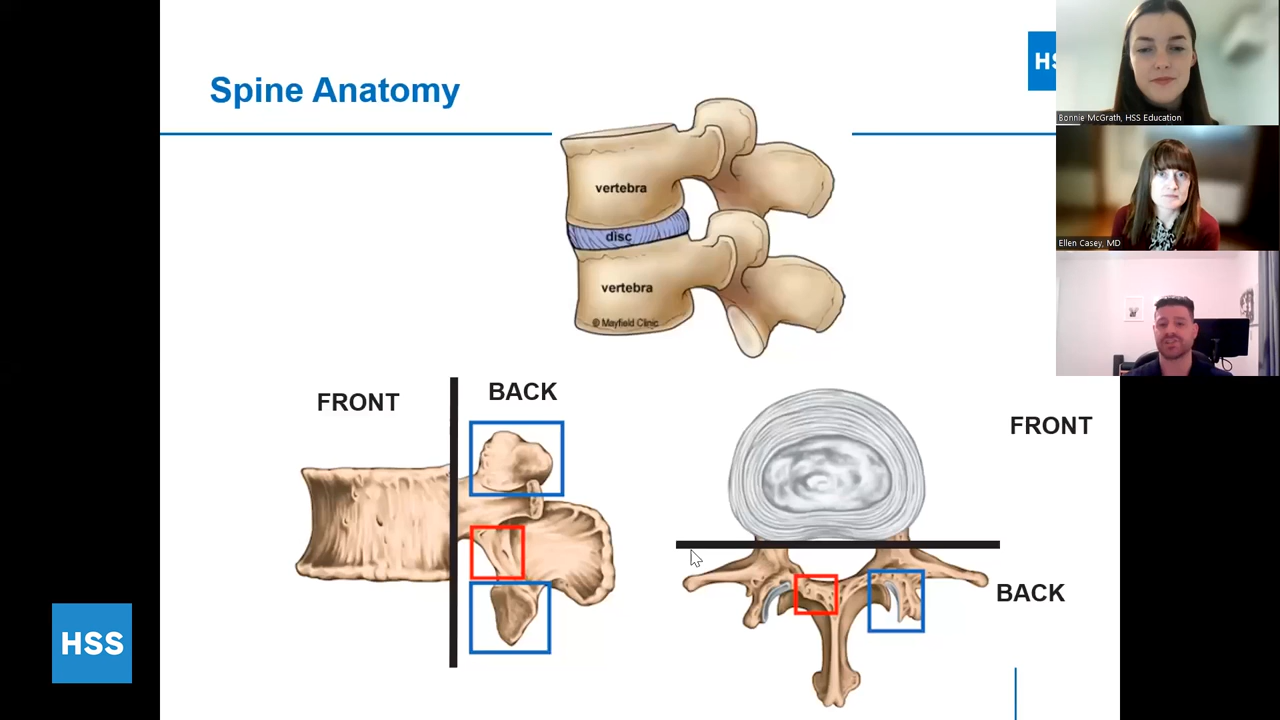 Spine Anatomy
HS
vertebra
disc
vertebra
© Mayfield Clinic
FRONT
BACK
FRONT
BACK
HSS
Bonnie McGrath, HSS Education
Ellen Casey, MD